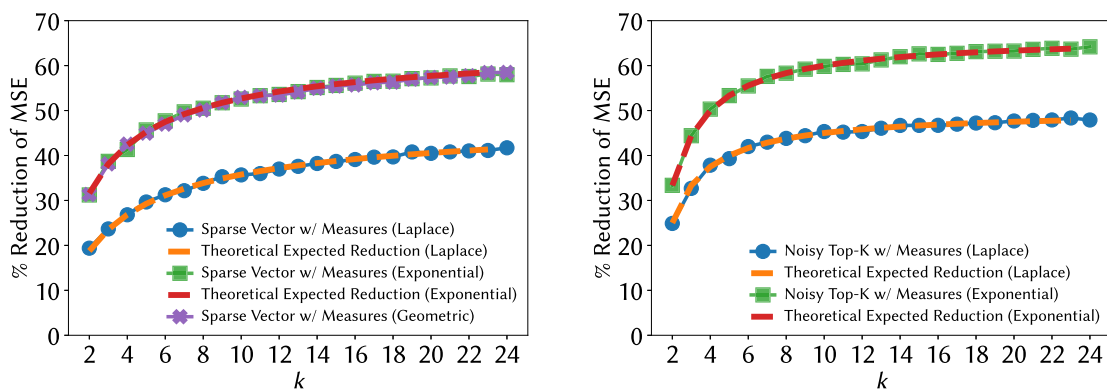 % Reduction of MSE
70
60
50
40
30
20
10
0
Sparse Vector w/ Measures (Laplace)
Theoretical Expected Reduction (Laplace)
Sparse Vector w/ Measures (Exponential)
Theoretical Expected Reduction (Exponential)
Sparse Vector w/ Measures (Geometric)
2 4 6 8 10 12 14 16 18 20 22 24
k
% Reduction of MSE
70
60
50
40
30
20
10
0
Noisy Top-K w/ Measures (Laplace)
Theoretical Expected Reduction (Laplace)
Noisy Top-K w/ Measures (Exponential)
Theoretical Expected Reduction (Exponential)
2 4 6 8 10 12 14 16 18 20 22 24
k